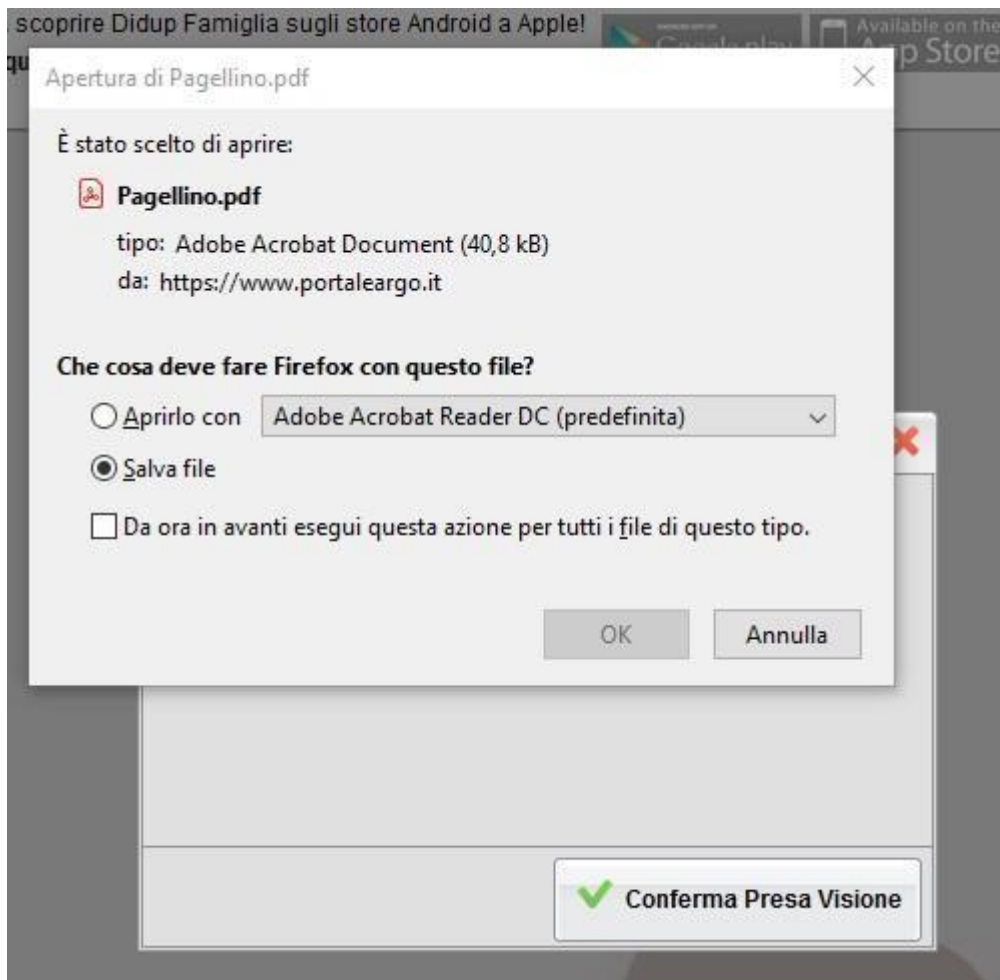 scoprire Didup Famiglia sugli store Android a Apple!
Available on the
App Store
Google play
qu
Apertura di Pagellino.pdf
È stato scelto di aprire:
Pagellino.pdf
tipo: Adobe Acrobat Document (40,8 kB)
da: https://www.portaleargo.it
Che cosa deve fare Firefox con questo file?
Aprirlo con Adobe Acrobat Reader DC (predefinita)
Salva file
Da ora in avanti esegui questa azione per tutti i file di questo tipo.
OK Annulla
Conferma Presa Visione